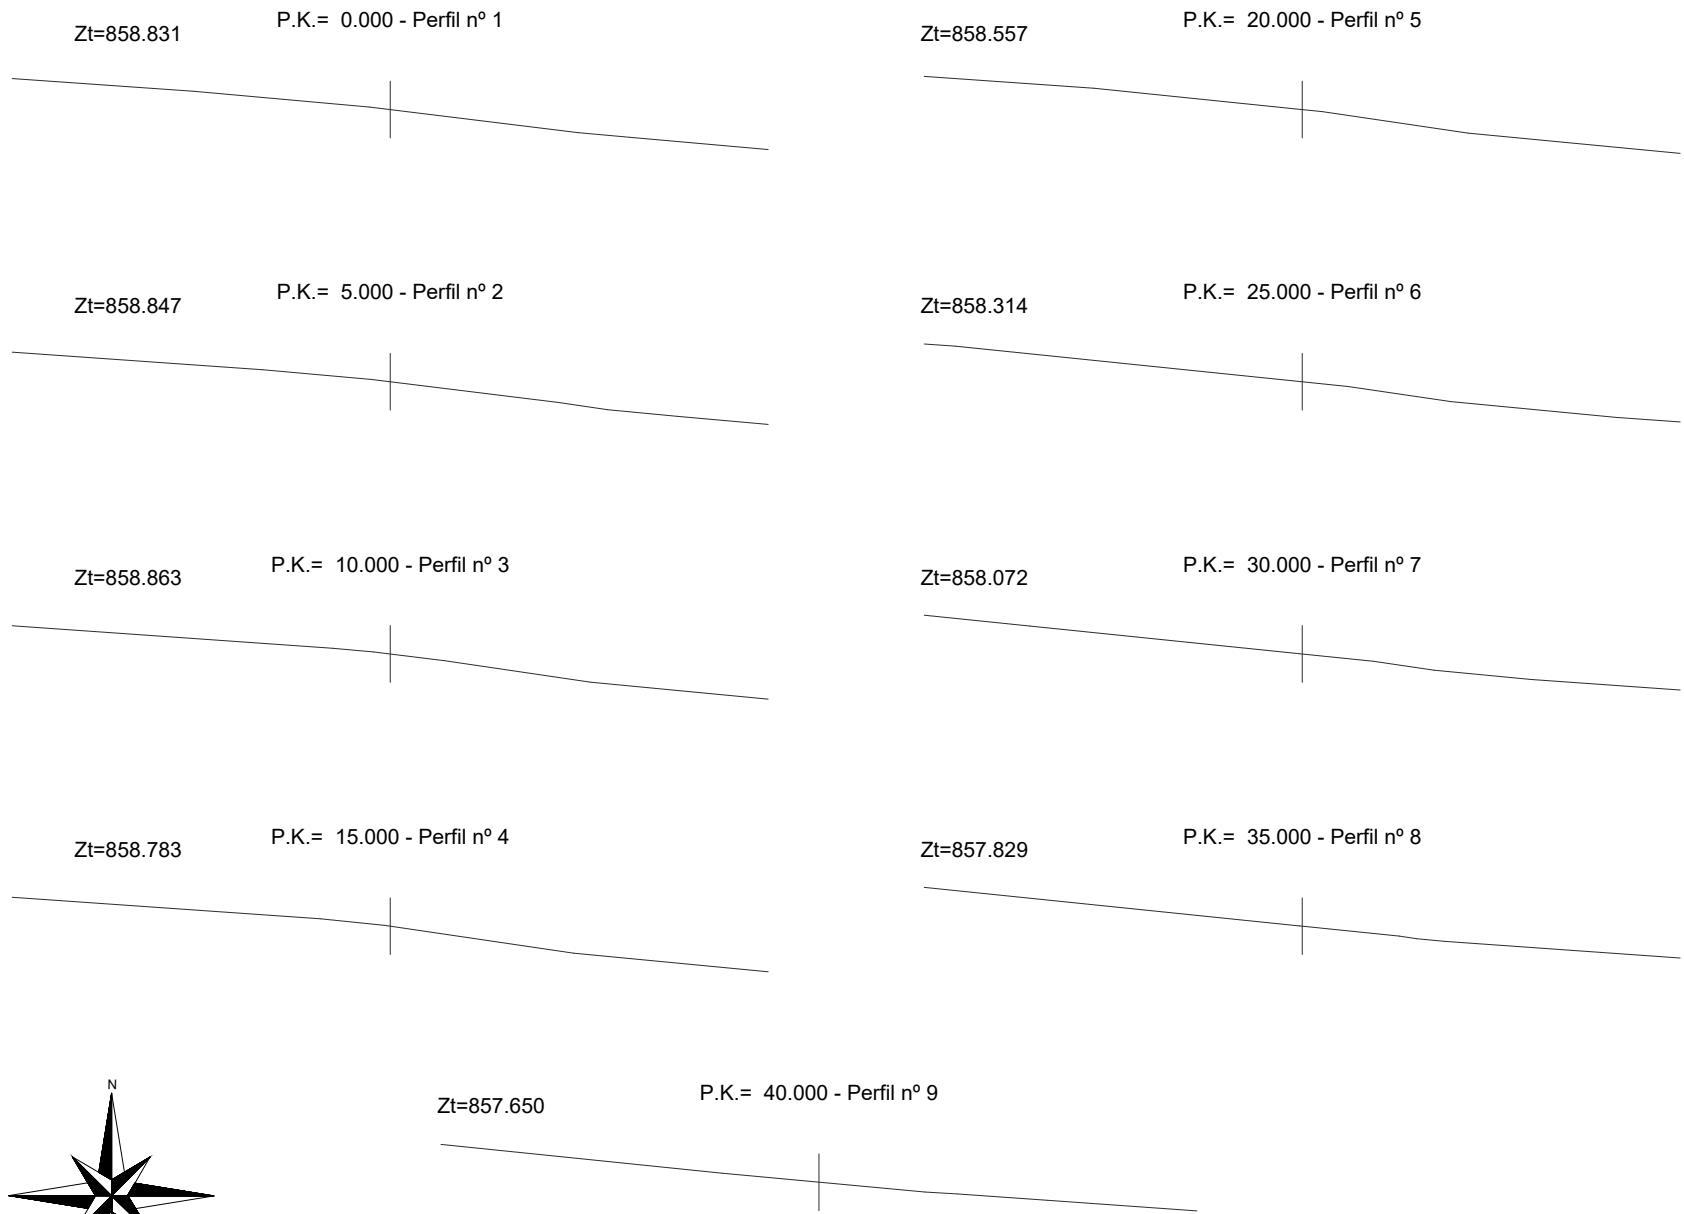 P.K.= 0.000 - Perfil nº 1
Zt=858.831
P.K.= 20.000 - Perfil nº 5
Zt=858.557
P.K.= 5.000 - Perfil nº 2
Zt=858.847
P.K.= 25.000 - Perfil nº 6
Zt=858.314
P.K.= 10.000 - Perfil nº 3
Zt=858.863
P.K.= 30.000 - Perfil nº 7
Zt=858.072
P.K.= 15.000 - Perfil nº 4
Zt=858.783
P.K.= 35.000 - Perfil nº 8
Zt=857.829
N
P.K.= 40.000 - Perfil nº 9
Zt=857.650